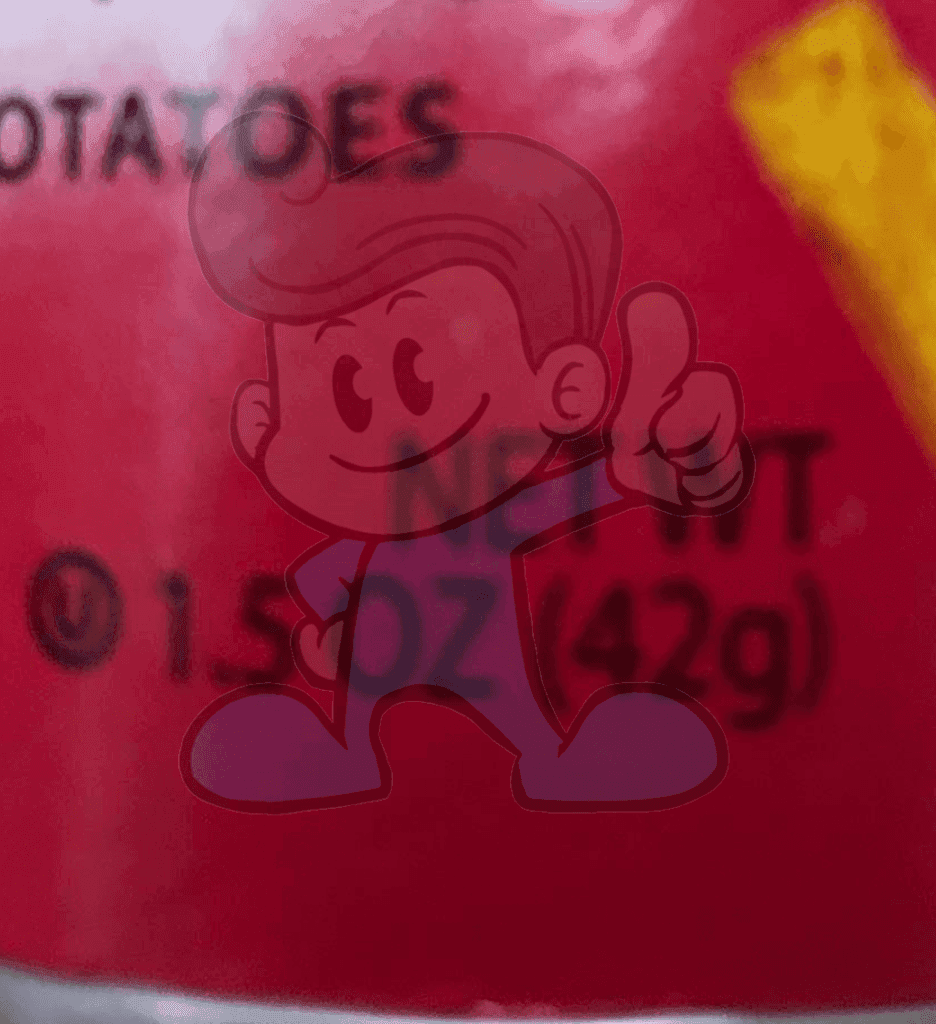 OTATOES
NET WT
Ⓤ 1.5 OZ (42g)